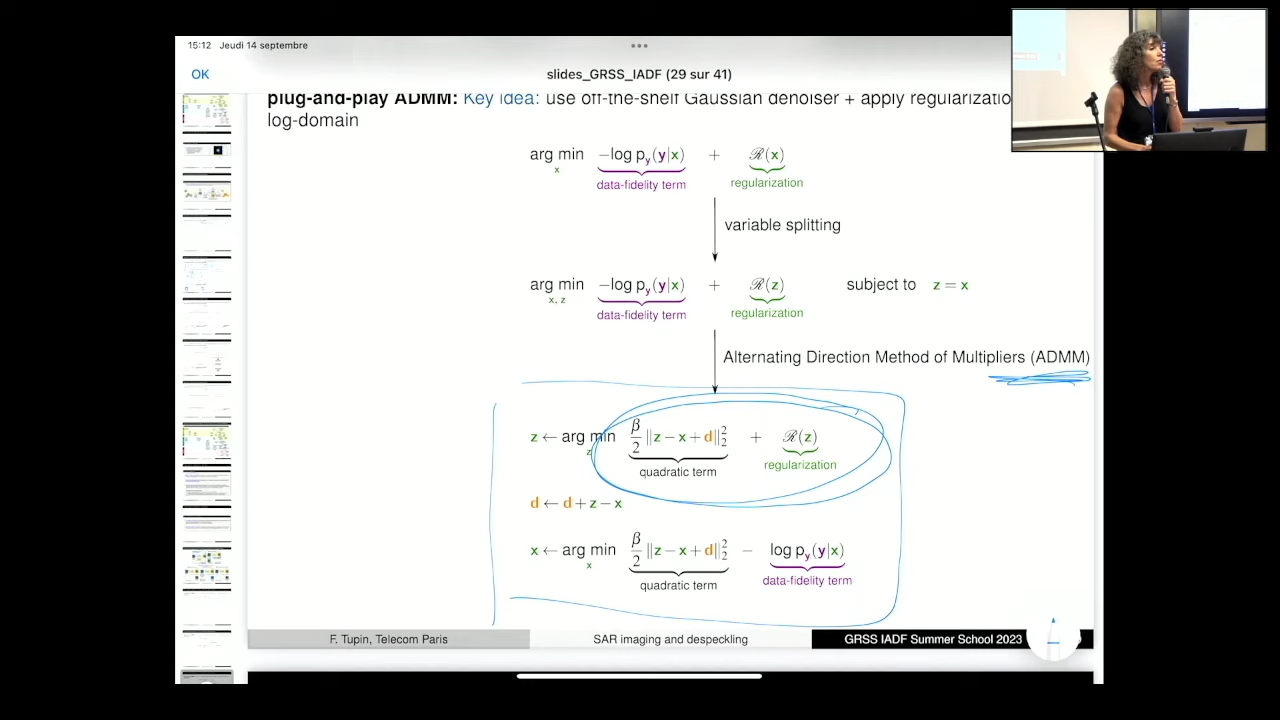 15:12 Jeudi 14 septembre
OK
slides_GRSS_IADF (29 sur 41)
plug-and-play ADMM: Key idea: use off-the-shelf Gaussian denoiser + apply regularizatio
log-domain
arg min −log p_y(y|x) + ℛ(x)
x
data-fidelity term
regularization
variable splitting
arg min −log p_y(y|x) + ℛ(z) subject to z = x
x, z
data-fidelity term
regularization
Alternating Direction Method of Multipliers (ADMM)
z ← arg min β/2 ||z − x + d||₂² + ℛ(z)
z
quadratic term
regularization
d ← d + z − x
x ← arg min β/2 ||z − x + d||₂² − log p_y(y|x)
x
quadratic term
data-fidelity term
F. Tupin, Telecom Paris
SAR imaging and despeckling
GRSS IADF Summer School 2023